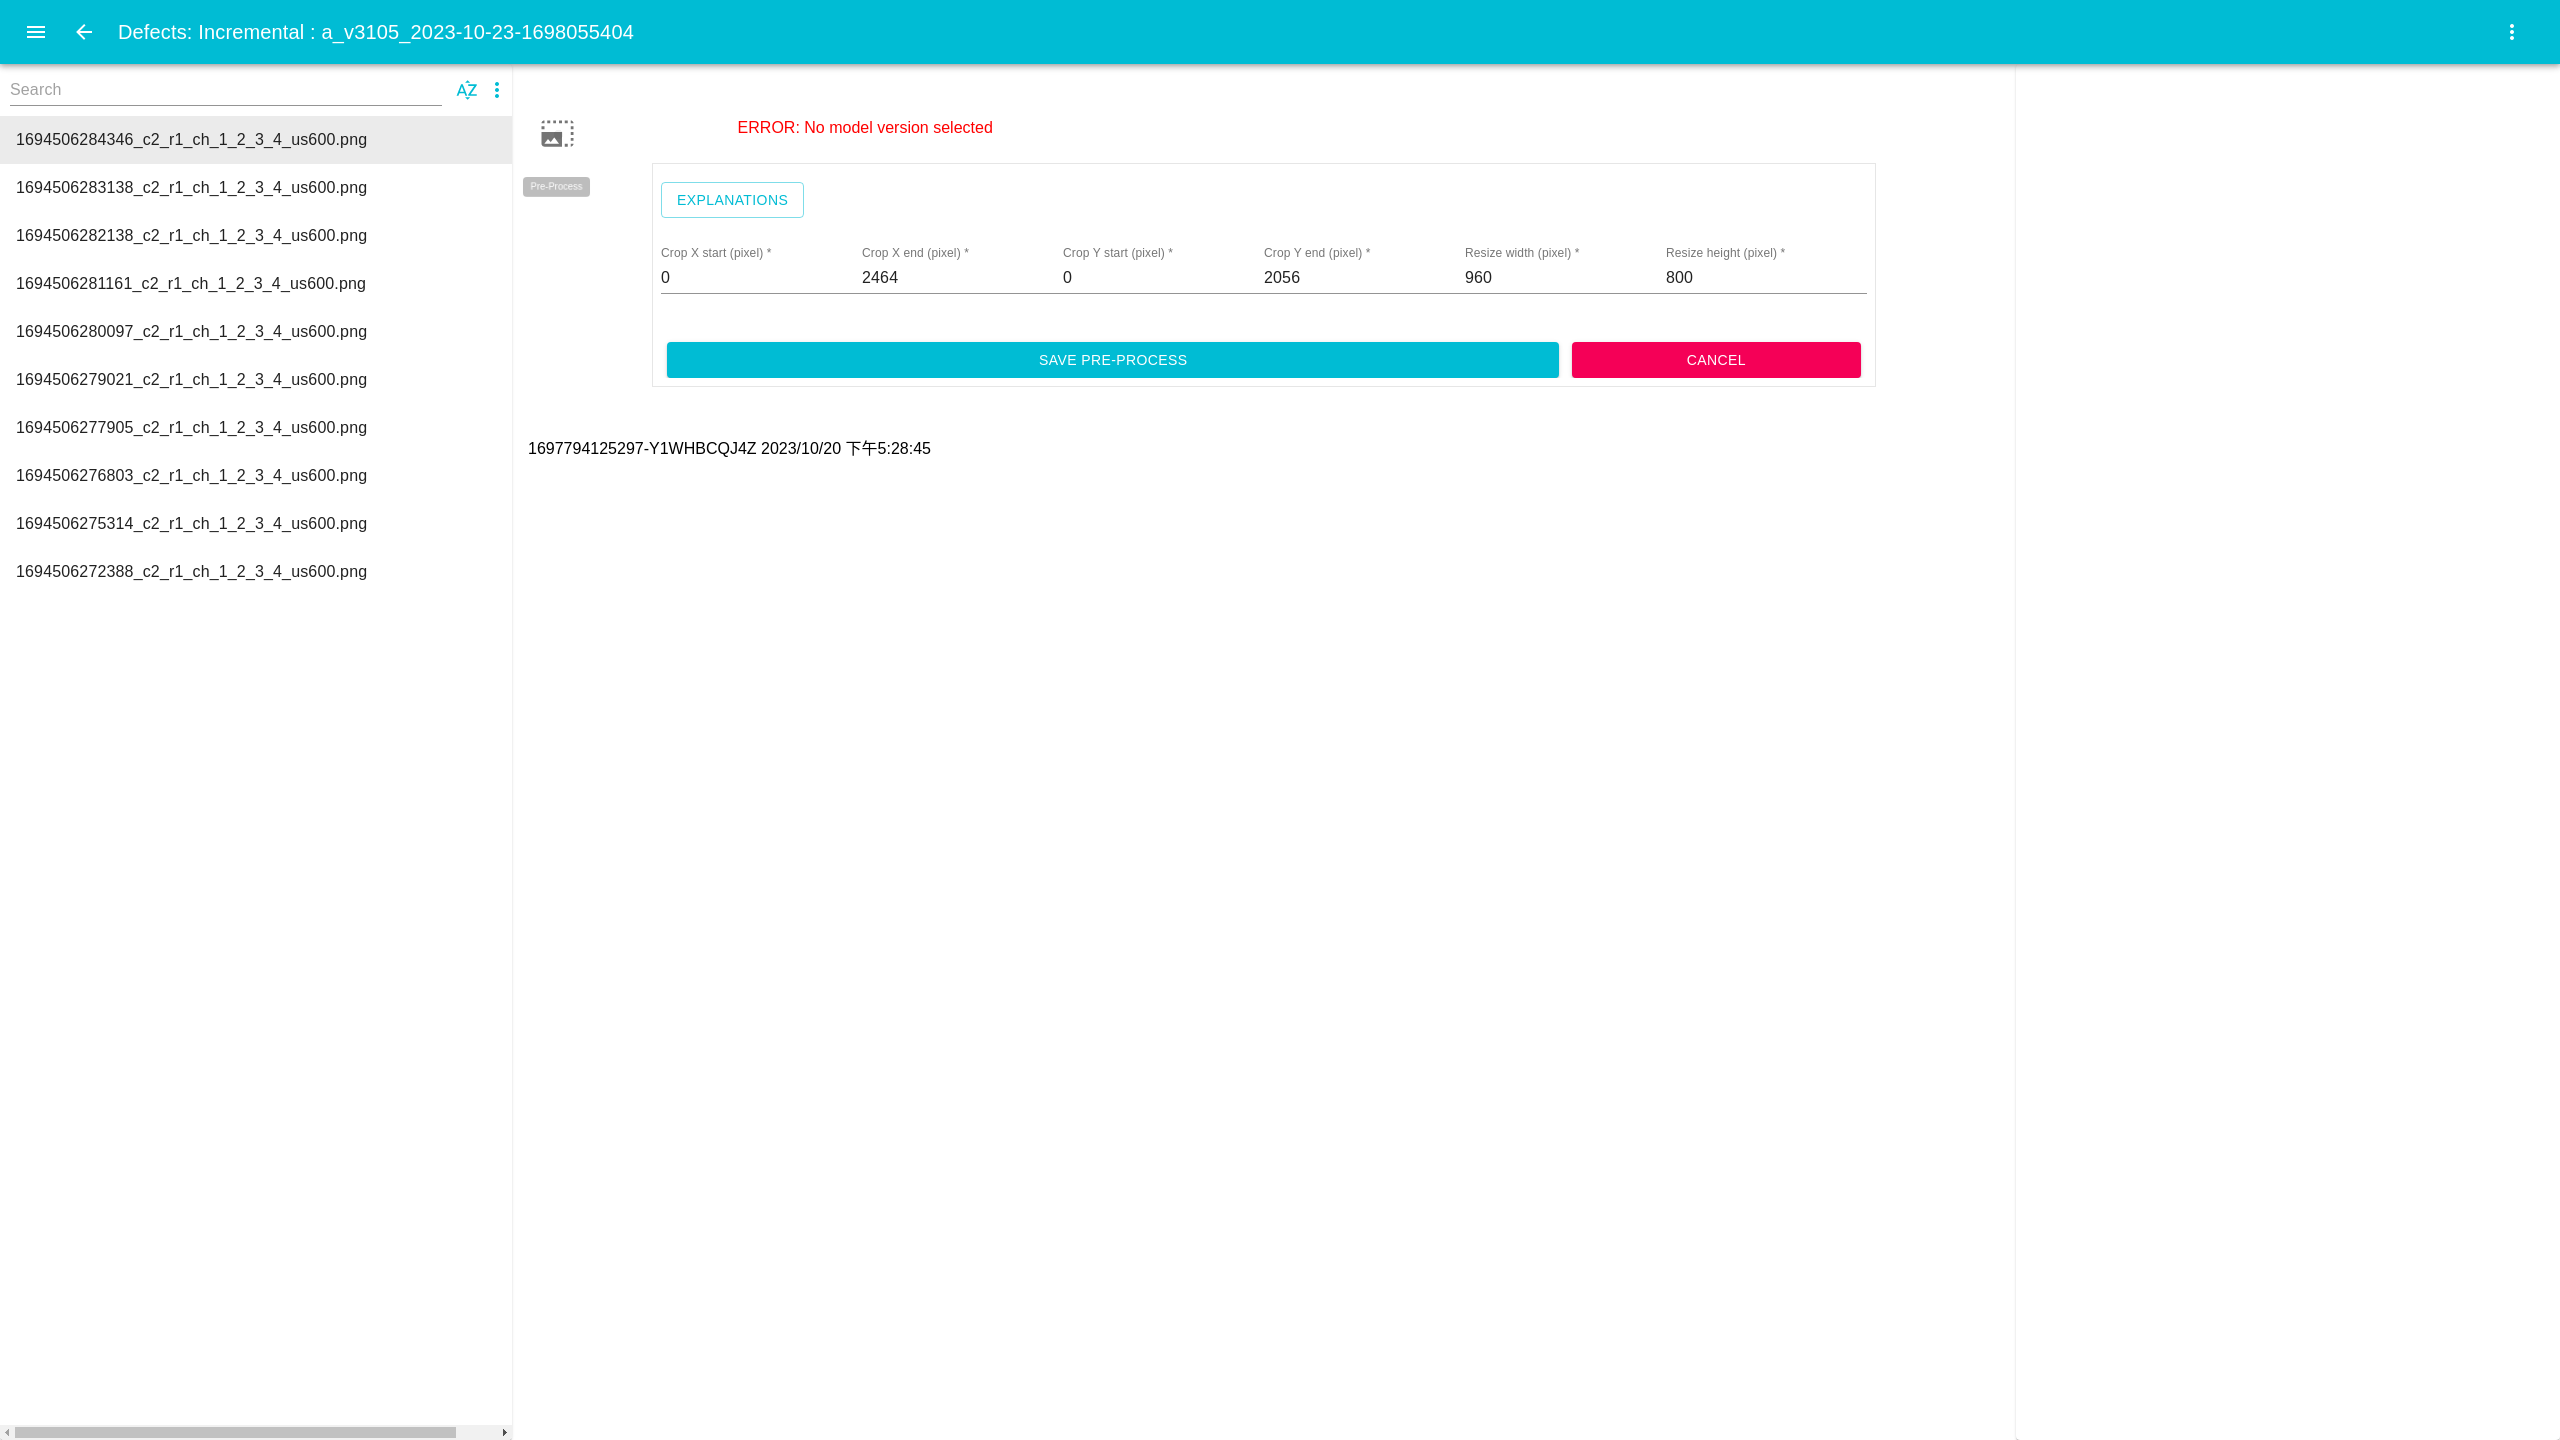 Defects: Incremental : a_v3105_2023-10-23-1698055404
Search
AZ
1694506284346_c2_r1_ch_1_2_3_4_us600.png
1694506283138_c2_r1_ch_1_2_3_4_us600.png
1694506282138_c2_r1_ch_1_2_3_4_us600.png
1694506281161_c2_r1_ch_1_2_3_4_us600.png
1694506280097_c2_r1_ch_1_2_3_4_us600.png
1694506279021_c2_r1_ch_1_2_3_4_us600.png
1694506277905_c2_r1_ch_1_2_3_4_us600.png
1694506276803_c2_r1_ch_1_2_3_4_us600.png
1694506275314_c2_r1_ch_1_2_3_4_us600.png
1694506272388_c2_r1_ch_1_2_3_4_us600.png
Pre-Process
ERROR: No model version selected
EXPLANATIONS
Crop X start (pixel) * Crop X end (pixel) * Crop Y start (pixel) * Crop Y end (pixel) * Resize width (pixel) * Resize height (pixel) *
0 2464 0 2056 960 800
SAVE PRE-PROCESS CANCEL
1697794125297-Y1WHBCQJ4Z 2023/10/20 下午5:28:45